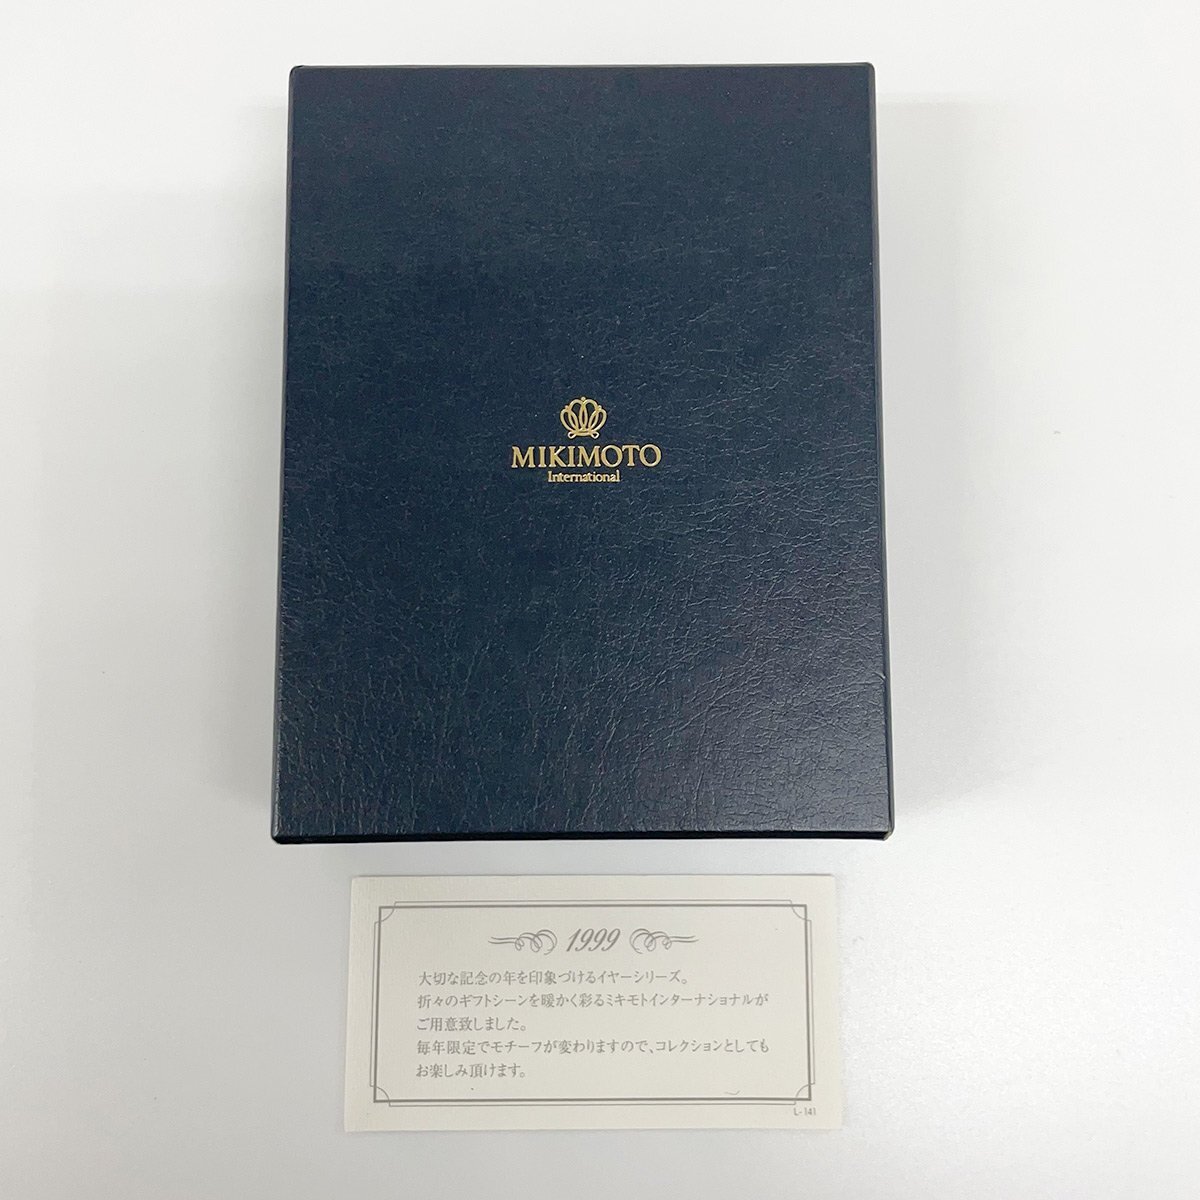 MIKIMOTO
International
1999
大切な記念の年を印象づけるイヤーシリーズ。
折々のギフトシーンを暖かく彩るミキモトインターナショナルが
ご用意致しました。
毎年限定でモチーフが変わりますので、コレクションとしても
お楽しみ頂けます。
L-141